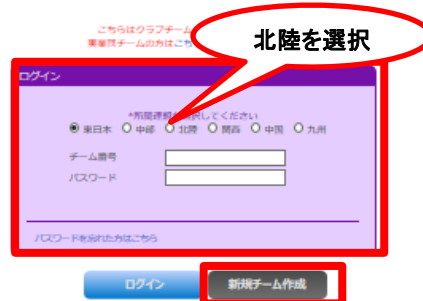 こちらはクラブチーム
実業団チームの方はこち
北陸を選択
ログイン
*所属連盟を選択してください
東日本 中部 北陸 関西 中国 九州
チーム番号
パスワード
パスワードを忘れた方はこちら
ログイン 新規チーム作成